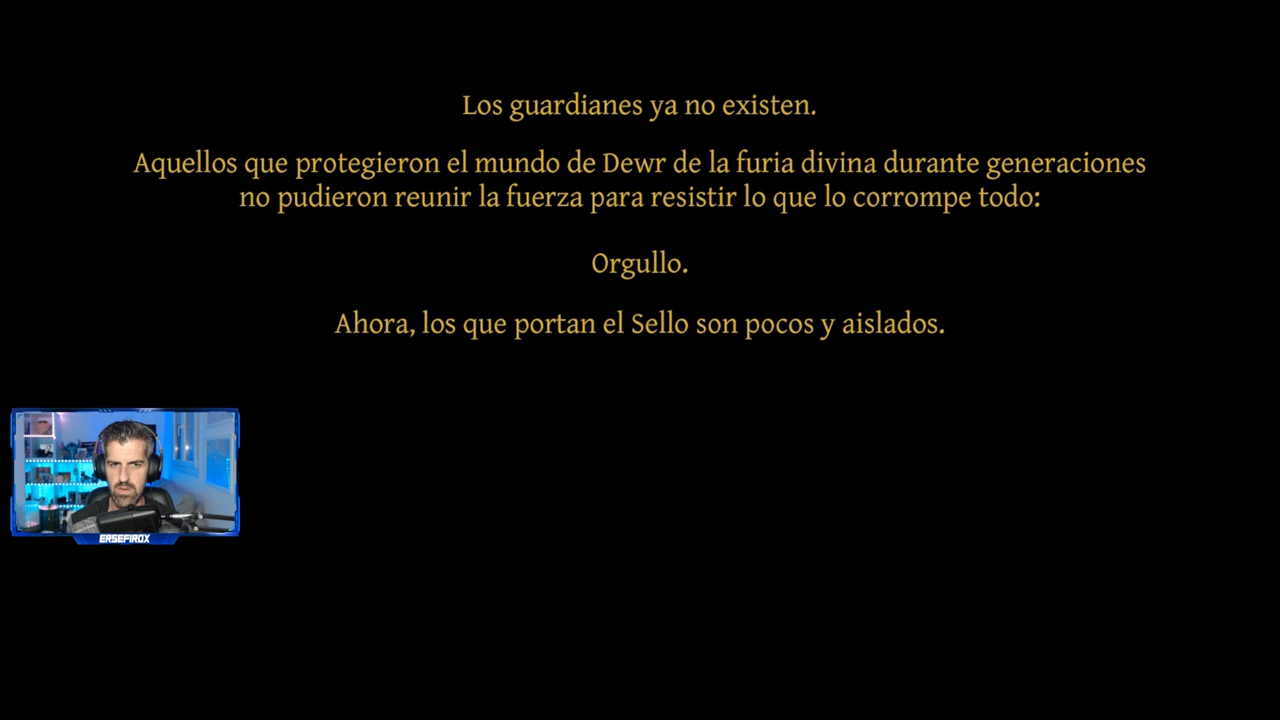 Los guardianes ya no existen.
Aquellos que protegieron el mundo de Dewr de la furia divina durante generaciones
no pudieron reunir la fuerza para resistir lo que lo corrompe todo:
Orgullo.
Ahora, los que portan el Sello son pocos y aislados.
ERSEFIROX